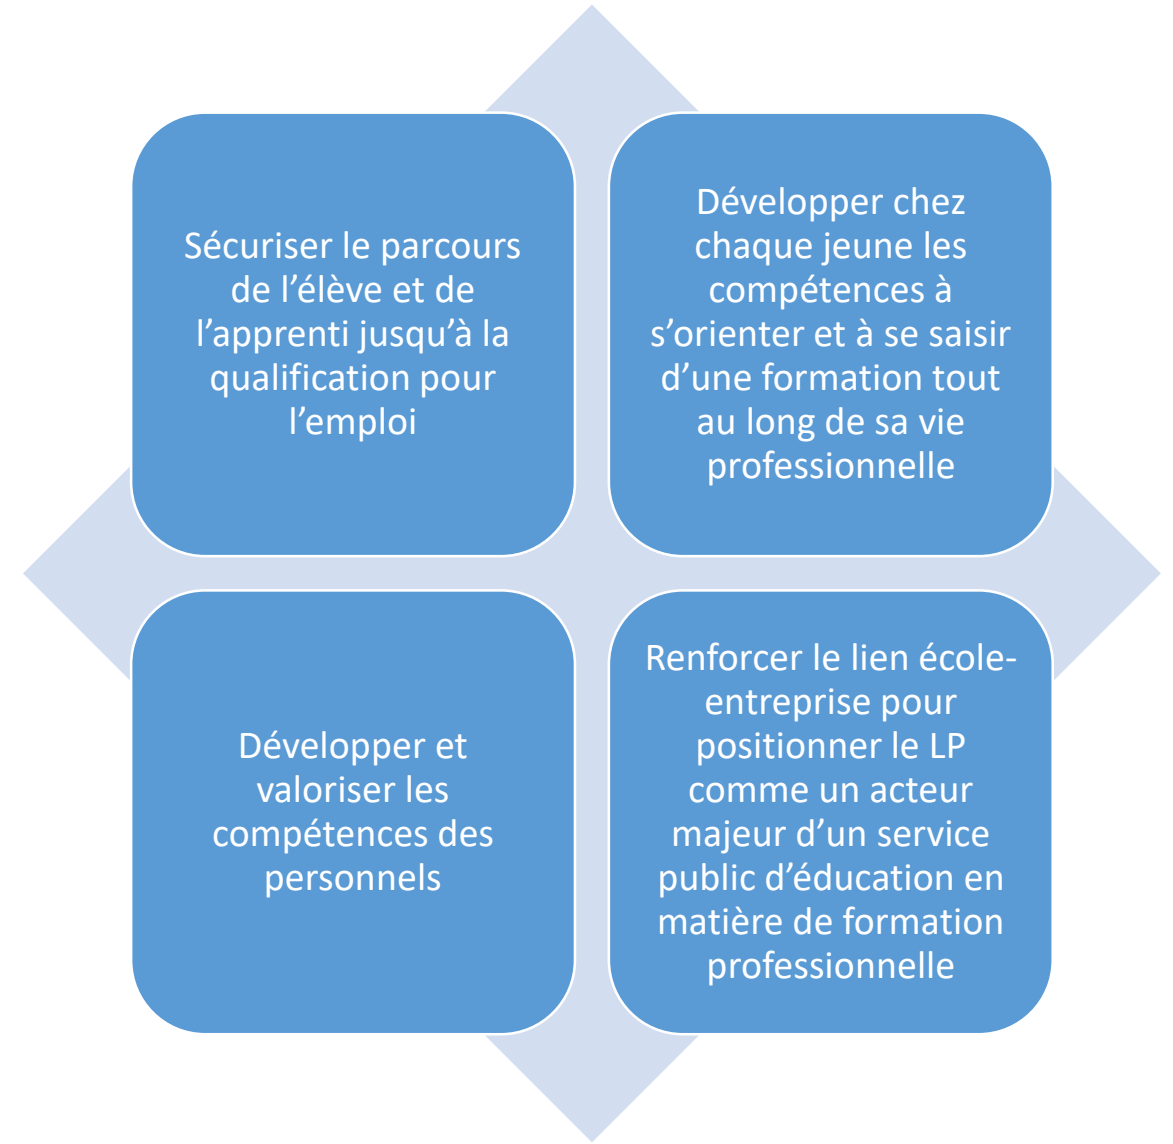 Sécuriser le parcours
de l’élève et de
l’apprenti jusqu’à la
qualification pour
l’emploi
Développer chez
chaque jeune les
compétences à
s’orienter et à se saisir
d’une formation tout
au long de sa vie
professionnelle
Développer et
valoriser les
compétences des
personnels
Renforcer le lien école-
entreprise pour
positionner le LP
comme un acteur
majeur d’un service
public d’éducation en
matière de formation
professionnelle